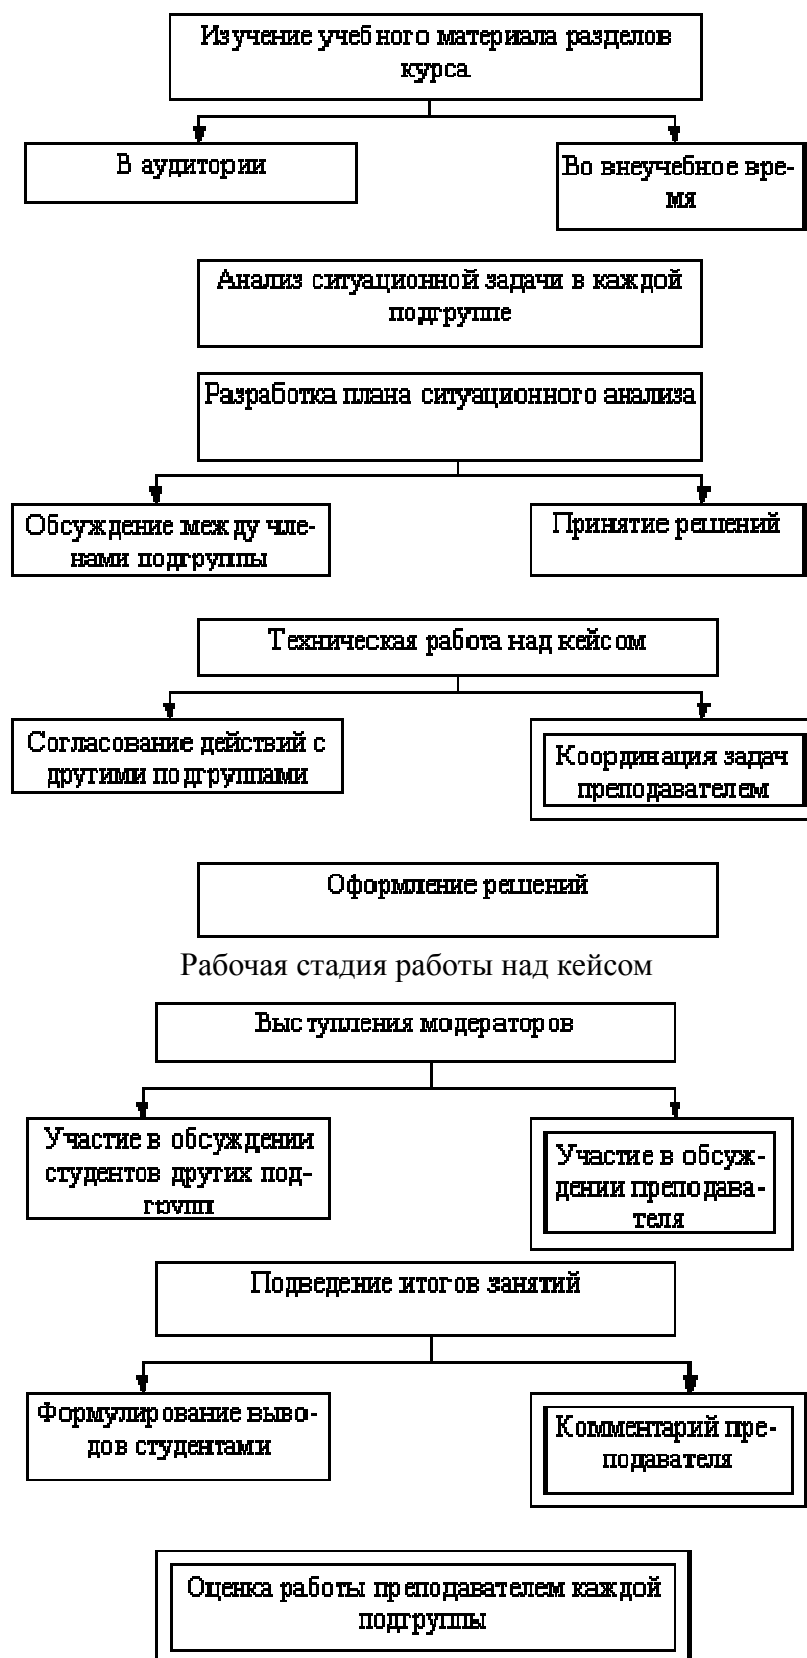 Изучение учебного материала разделов
курса
В аудитории
Во внеучебное вре-
мя
Анализ ситуационной задачи в каждой
подгруппе
Разработка плана ситуационного анализа
Обсуждение между чле-
нами подгруппы
Принятие решений
Техническая работа над кейсом
Согласование действий с
другими подгруппами
Координация задач
преподавателем
Оформление решений
Рабочая стадия работы над кейсом
Выступления модераторов
Участие в обсуждении
студентов других под-
групп
Участие в обсуж-
дении преподава-
теля
Подведение итогов занятий
Формулирование выво-
дов студентами
Комментарий пре-
подавателя
Оценка работы преподавателем каждой
подгруппы